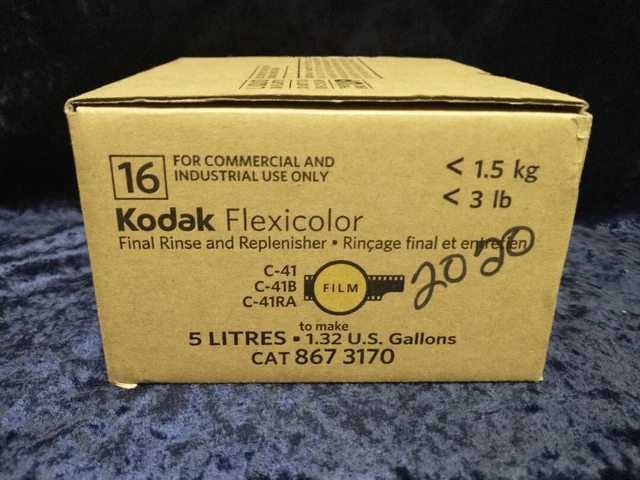 16
FOR COMMERCIAL AND
INDUSTRIAL USE ONLY
< 1.5 kg
< 3 lb
Kodak Flexicolor
Final Rinse and Replenisher • Rinçage final et entretien
2020
C-41
C-41B
C-41RA
FILM
to make
5 LITRES ▪ 1.32 U.S. Gallons
CAT 867 3170